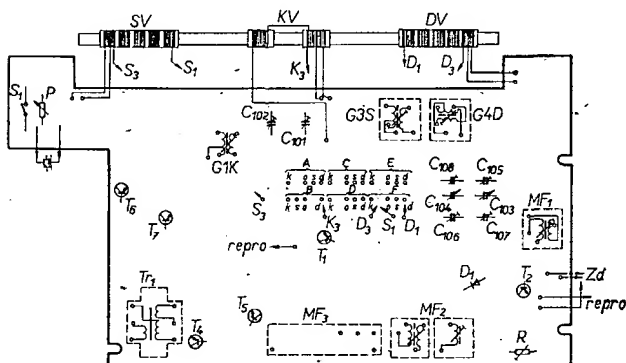 SV KV DV
S3 S1 K3 D1 D3
S1 P
C102 C101 G3S G4D
G1K
A C E
k o s d k o s d k o s d
B D F
k s o d k o s d k o s d
C108 C105
C104 C103
C106 C107
MF1
T6 T7
S3 K3 D3 S1 D1
T1
repro
D1 T2 Zd
repro
Tr1 T4 T5
MF3 MF2
R